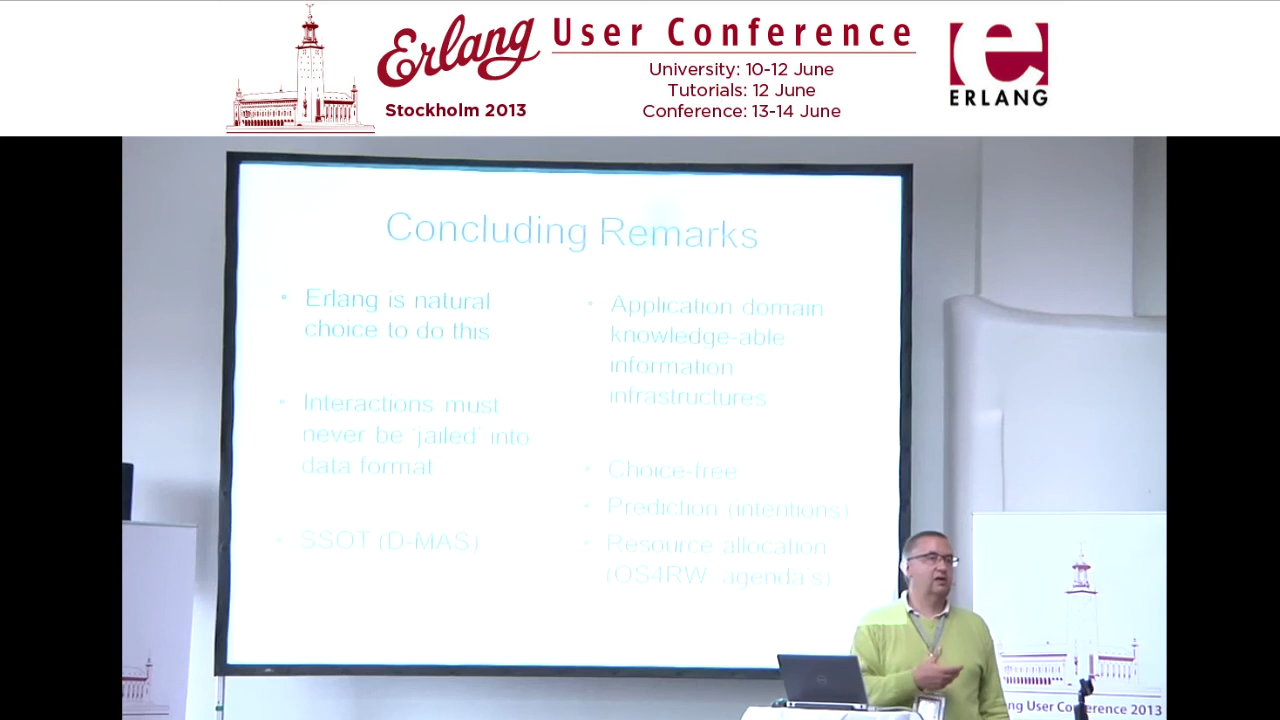 Erlang User Conference
Stockholm 2013
University: 10-12 June
Tutorials: 12 June
Conference: 13-14 June
e
ERLANG
Concluding Remarks
• Erlang is natural
choice to do this
• Interactions must
never be ‘jailed’ into
data format
• SSOT (D-MAS)
• Application domain
knowledge-able
information
infrastructures
• Choice-free
• Prediction (intentions)
• Resource allocation
(OS4RW agenda’s)
ng User Conference 2013